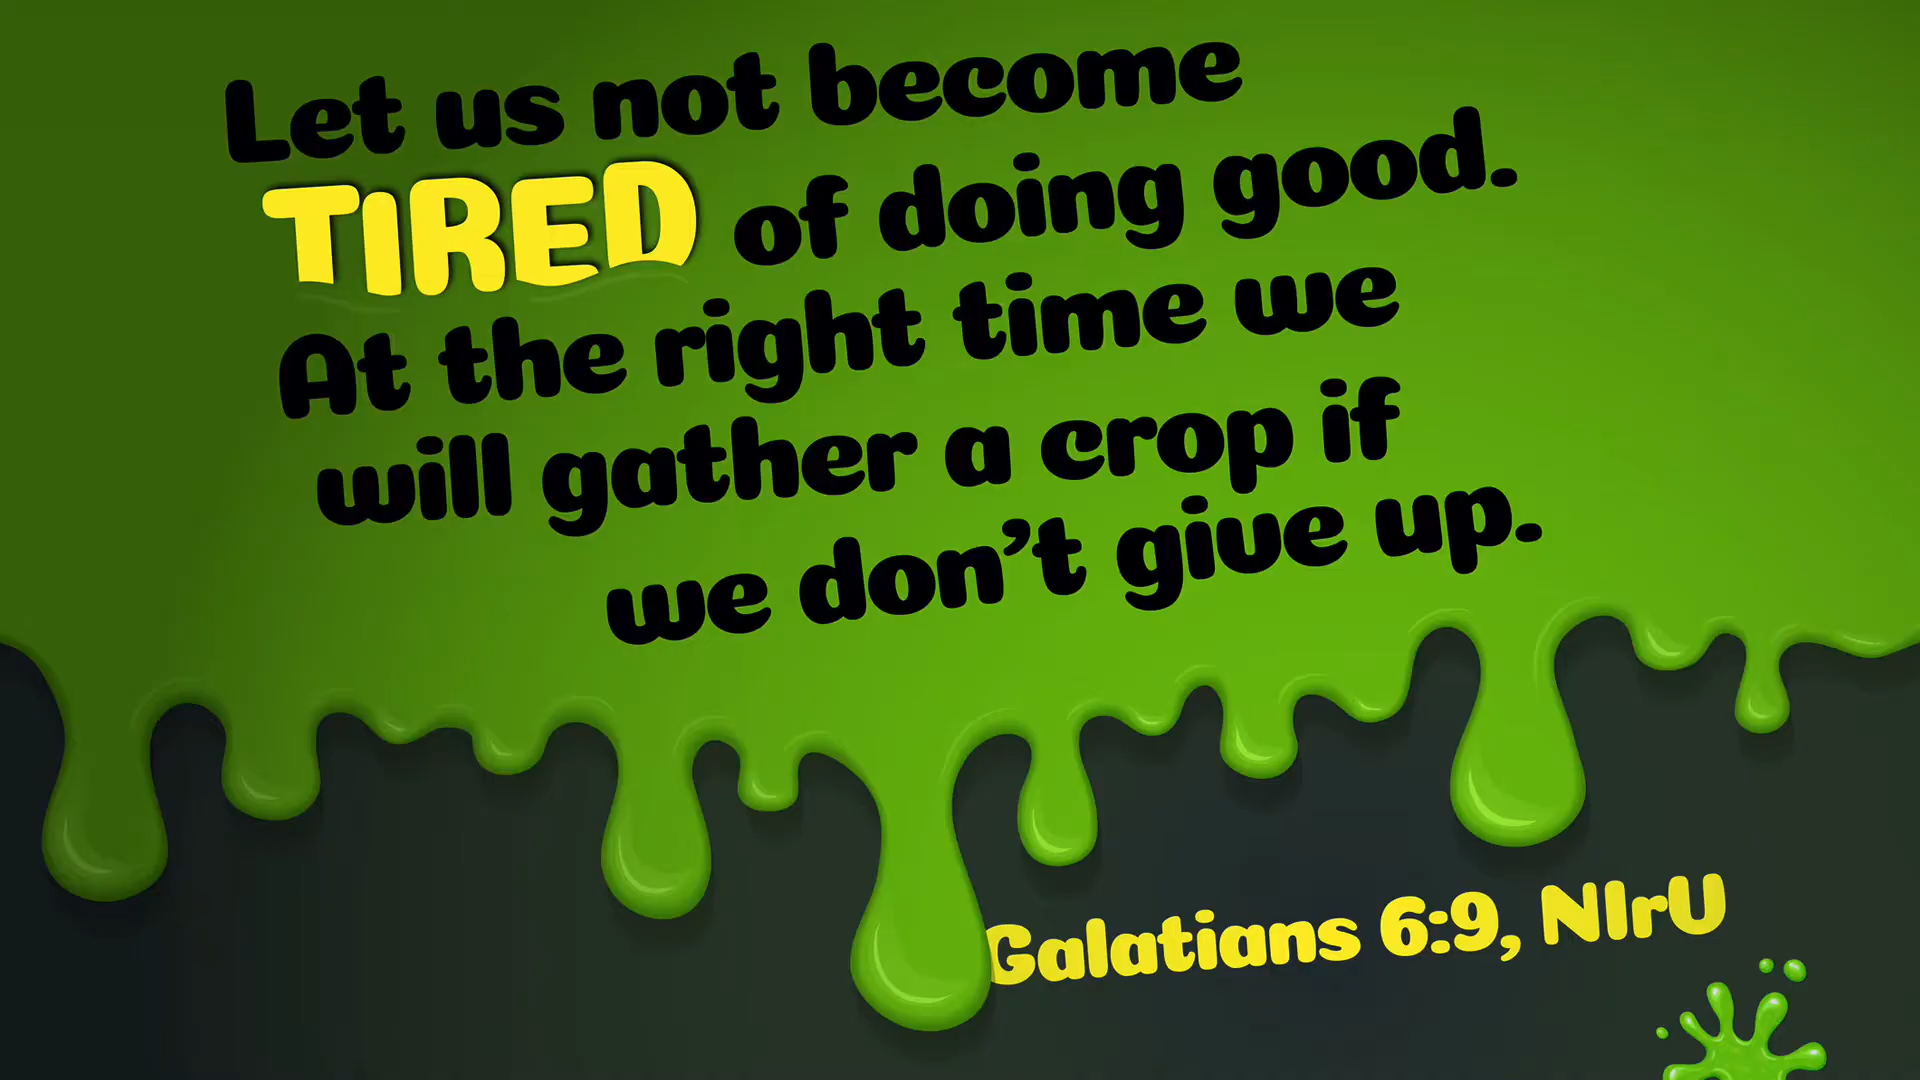 Let us not become
TIRED of doing good.
At the right time we
will gather a crop if
we don’t give up.
Galatians 6:9, NIrU